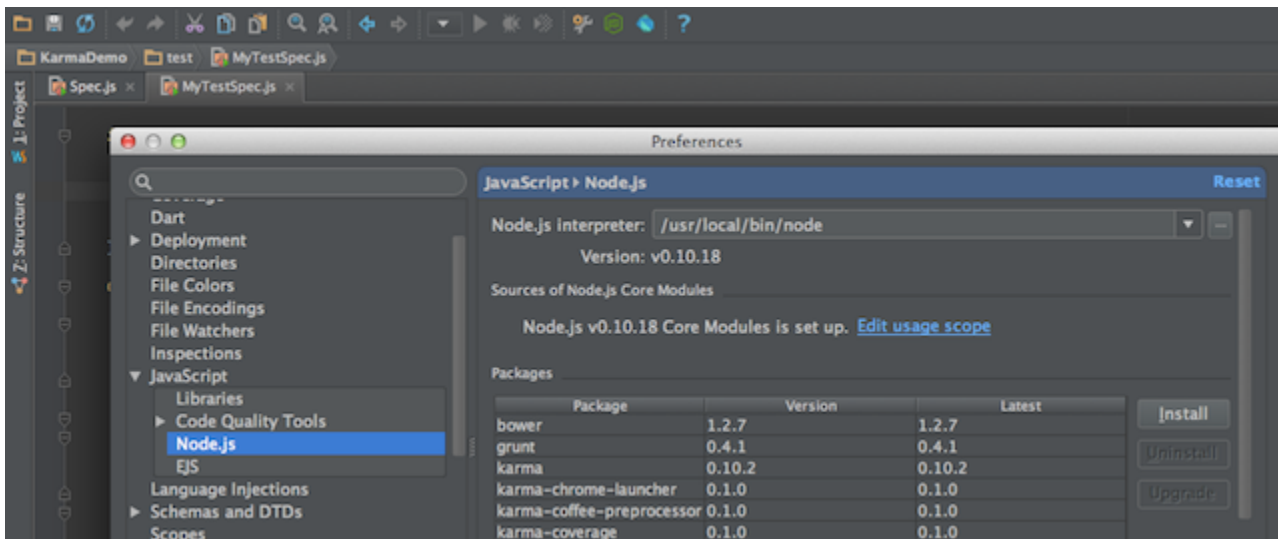 ?
KarmaDemo test MyTestSpec.js
Spec.js × MyTestSpec.js ×
1: Project
Z: Structure
Preferences
Dart
Deployment
Directories
File Colors
File Encodings
File Watchers
Inspections
JavaScript
Libraries
Code Quality Tools
Node.js
EJS
Language Injections
Schemas and DTDs
Scopes
JavaScript Node.js Reset
Node.js interpreter: /usr/local/bin/node
Version: v0.10.18
Sources of Node.js Core Modules
Node.js v0.10.18 Core Modules is set up. Edit usage scope
Packages
Package Version Latest
bower 1.2.7 1.2.7
grunt 0.4.1 0.4.1
karma 0.10.2 0.10.2
karma-chrome-launcher 0.1.0 0.1.0
karma-coffee-preprocessor 0.1.0 0.1.0
karma-coverage 0.1.0 0.1.0
Install
Uninstall
Upgrade